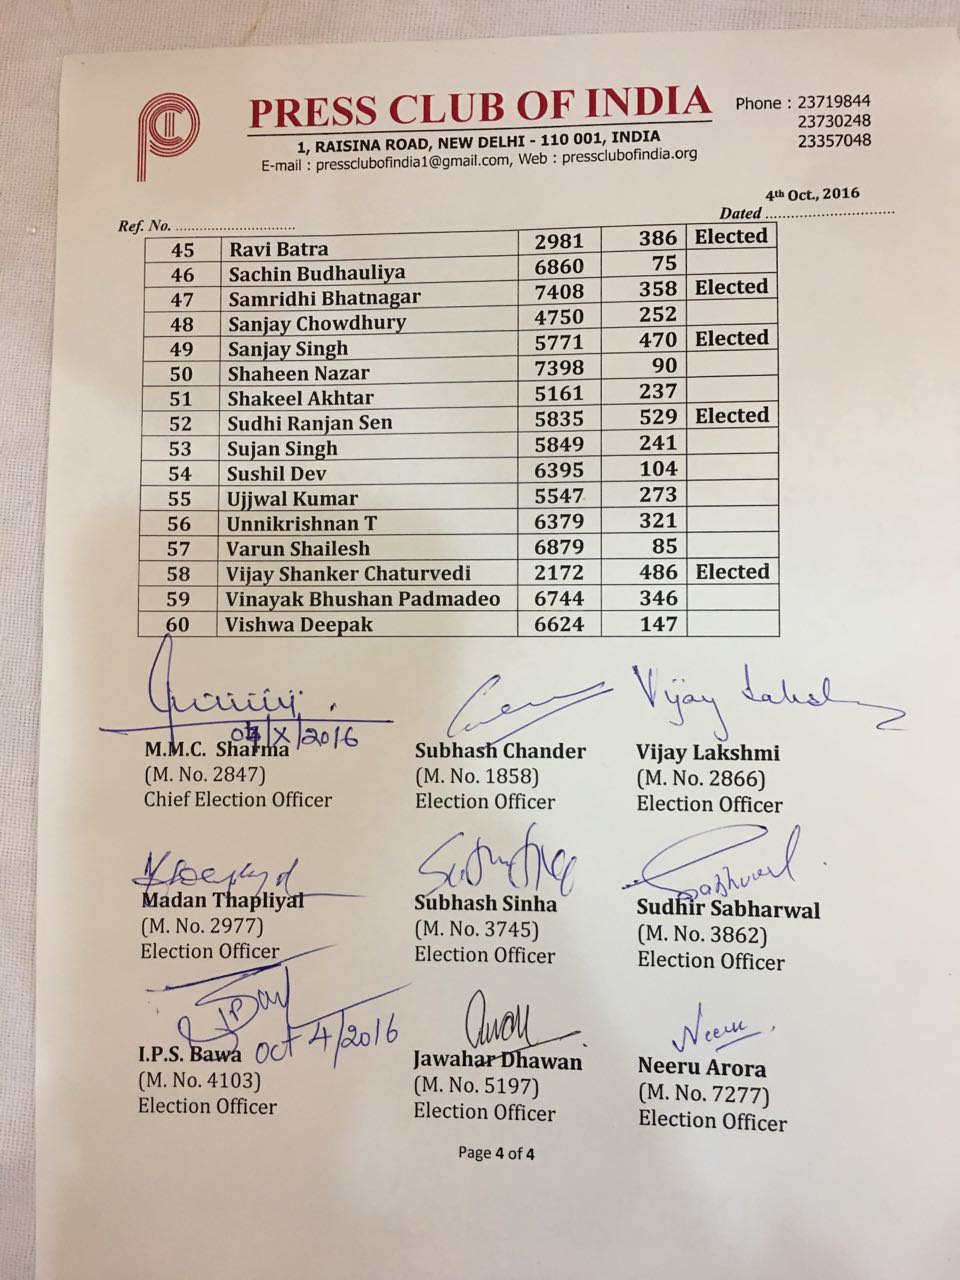 PRESS CLUB OF INDIA
1, RAISINA ROAD, NEW DELHI - 110 001, INDIA
E-mail : pressclubofindia1@gmail.com, Web : pressclubofindia.org
Phone : 23719844
23730248
23357048
4th Oct., 2016
Ref. No. .............................. Dated ..............................
45 Ravi Batra 2981 386 Elected
46 Sachin Budhauliya 6860 75
47 Samridhi Bhatnagar 7408 358 Elected
48 Sanjay Chowdhury 4750 252
49 Sanjay Singh 5771 470 Elected
50 Shaheen Nazar 7398 90
51 Shakeel Akhtar 5161 237
52 Sudhi Ranjan Sen 5835 529 Elected
53 Sujan Singh 5849 241
54 Sushil Dev 6395 104
55 Ujjwal Kumar 5547 273
56 Unnikrishnan T 6379 321
57 Varun Shailesh 6879 85
58 Vijay Shanker Chaturvedi 2172 486 Elected
59 Vinayak Bhushan Padmadeo 6744 346
60 Vishwa Deepak 6624 147
Vijay Laksh
04/X/2016
M.M.C. Sharma Subhash Chander Vijay Lakshmi
(M. No. 2847) (M. No. 1858) (M. No. 2866)
Chief Election Officer Election Officer Election Officer
Sabharwal
Madan Thapliyal Subhash Sinha Sudhir Sabharwal
(M. No. 2977) (M. No. 3745) (M. No. 3862)
Election Officer Election Officer Election Officer
Neeru
Oct 4/2016
I.P.S. Bawa Jawahar Dhawan Neeru Arora
(M. No. 4103) (M. No. 5197) (M. No. 7277)
Election Officer Election Officer Election Officer
Page 4 of 4